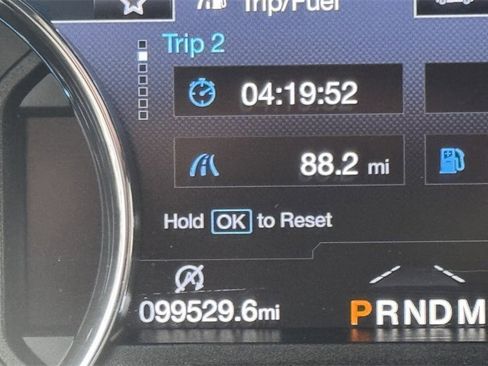 Trip/Fuel
Trip 2
04:19:52
88.2 mi
Hold OK to Reset
099529.6mi
PRNDM